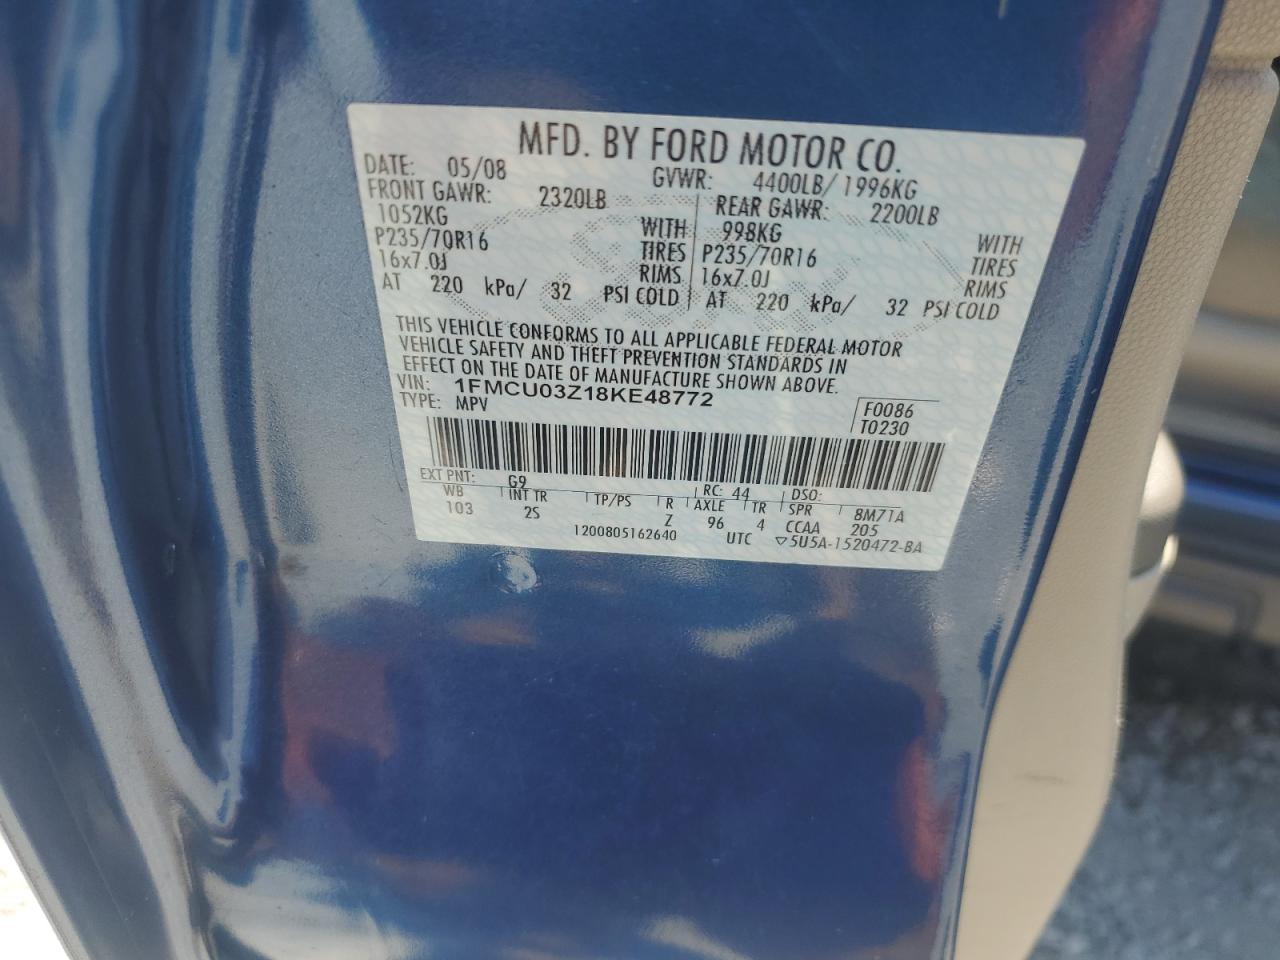 MFD. BY FORD MOTOR CO.
DATE: 05/08 GVWR: 4400LB/ 1996KG
FRONT GAWR: 2320LB REAR GAWR: 2200LB
1052KG WITH 998KG WITH
P235/70R16 TIRES P235/70R16 TIRES
16x7.0J RIMS 16x7.0J RIMS
AT 220 kPa/ 32 PSI COLD AT 220 kPa/ 32 PSI COLD
THIS VEHICLE CONFORMS TO ALL APPLICABLE FEDERAL MOTOR
VEHICLE SAFETY AND THEFT PREVENTION STANDARDS IN
EFFECT ON THE DATE OF MANUFACTURE SHOWN ABOVE.
VIN: 1FMCU03Z18KE48772
TYPE: MPV F0086
T0230
EXT PNT: G9 RC: 44 DSO:
WB INT TR TP/PS R AXLE TR SPR 8M71A
103 2S Z 96 4 CCAA 205
1200805162640 UTC ▽5U5A-1520472-BA